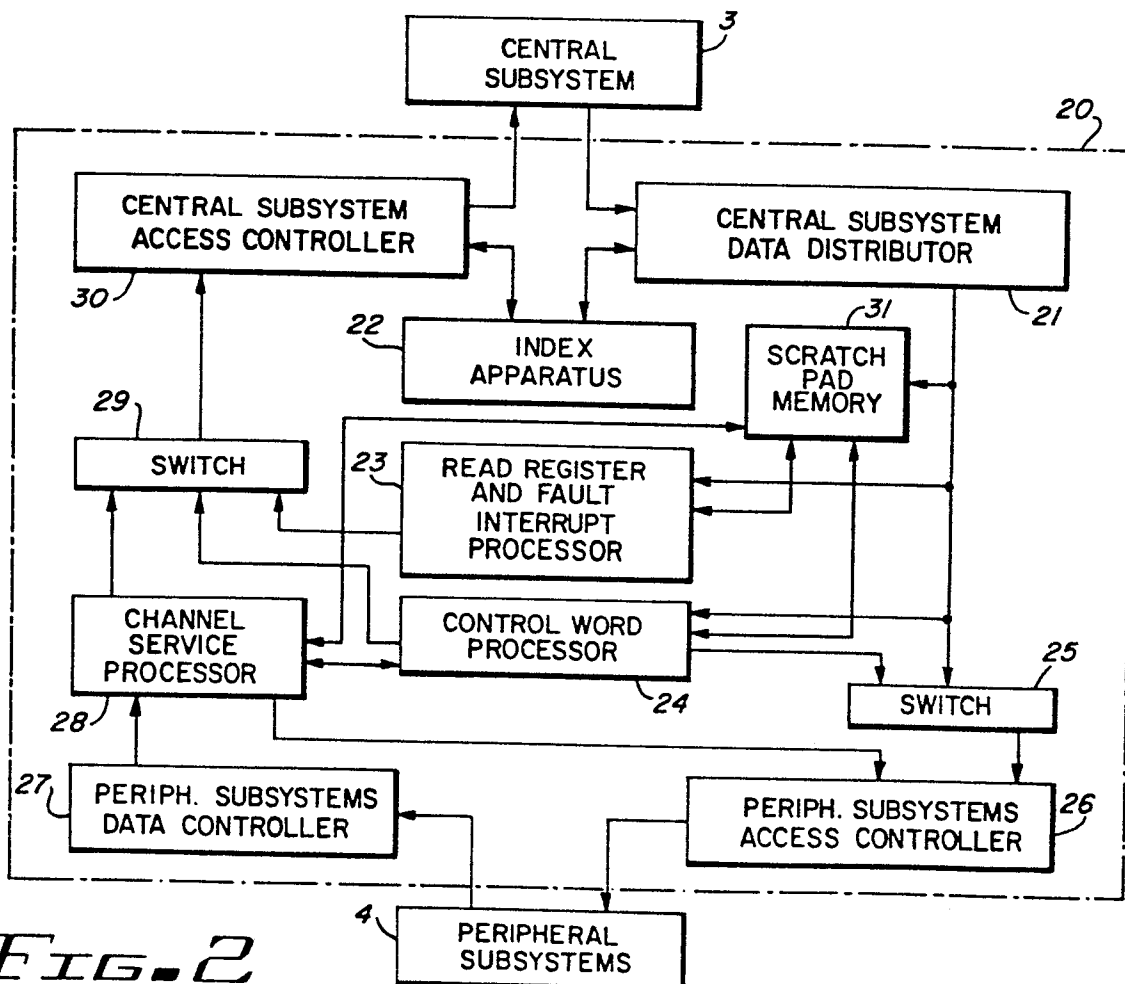 3
CENTRAL
SUBSYSTEM
20
CENTRAL SUBSYSTEM
ACCESS CONTROLLER
30
CENTRAL SUBSYSTEM
DATA DISTRIBUTOR
21
22
INDEX
APPARATUS
31
SCRATCH
PAD
MEMORY
29
SWITCH
23
READ REGISTER
AND FAULT
INTERRUPT
PROCESSOR
CHANNEL
SERVICE
PROCESSOR
28
CONTROL WORD
PROCESSOR
24
25
SWITCH
27
PERIPH. SUBSYSTEMS
DATA CONTROLLER
PERIPH. SUBSYSTEMS
ACCESS CONTROLLER
26
4
PERIPHERAL
SUBSYSTEMS
FIG. 2